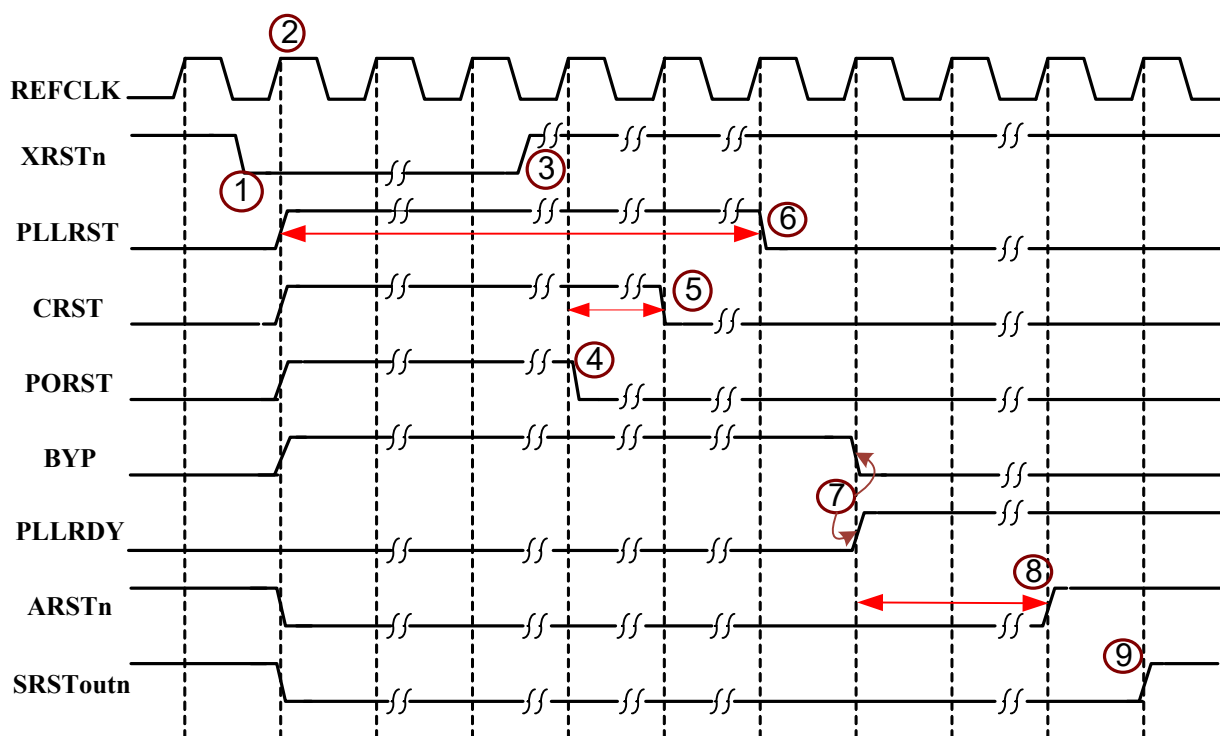 ②
REFCLK
XRSTn
① ③
PLLRST
⑥
CRST
⑤
PORST
④
BYP
⑦
PLLRDY
ARSTn
⑧
SRSToutn
⑨